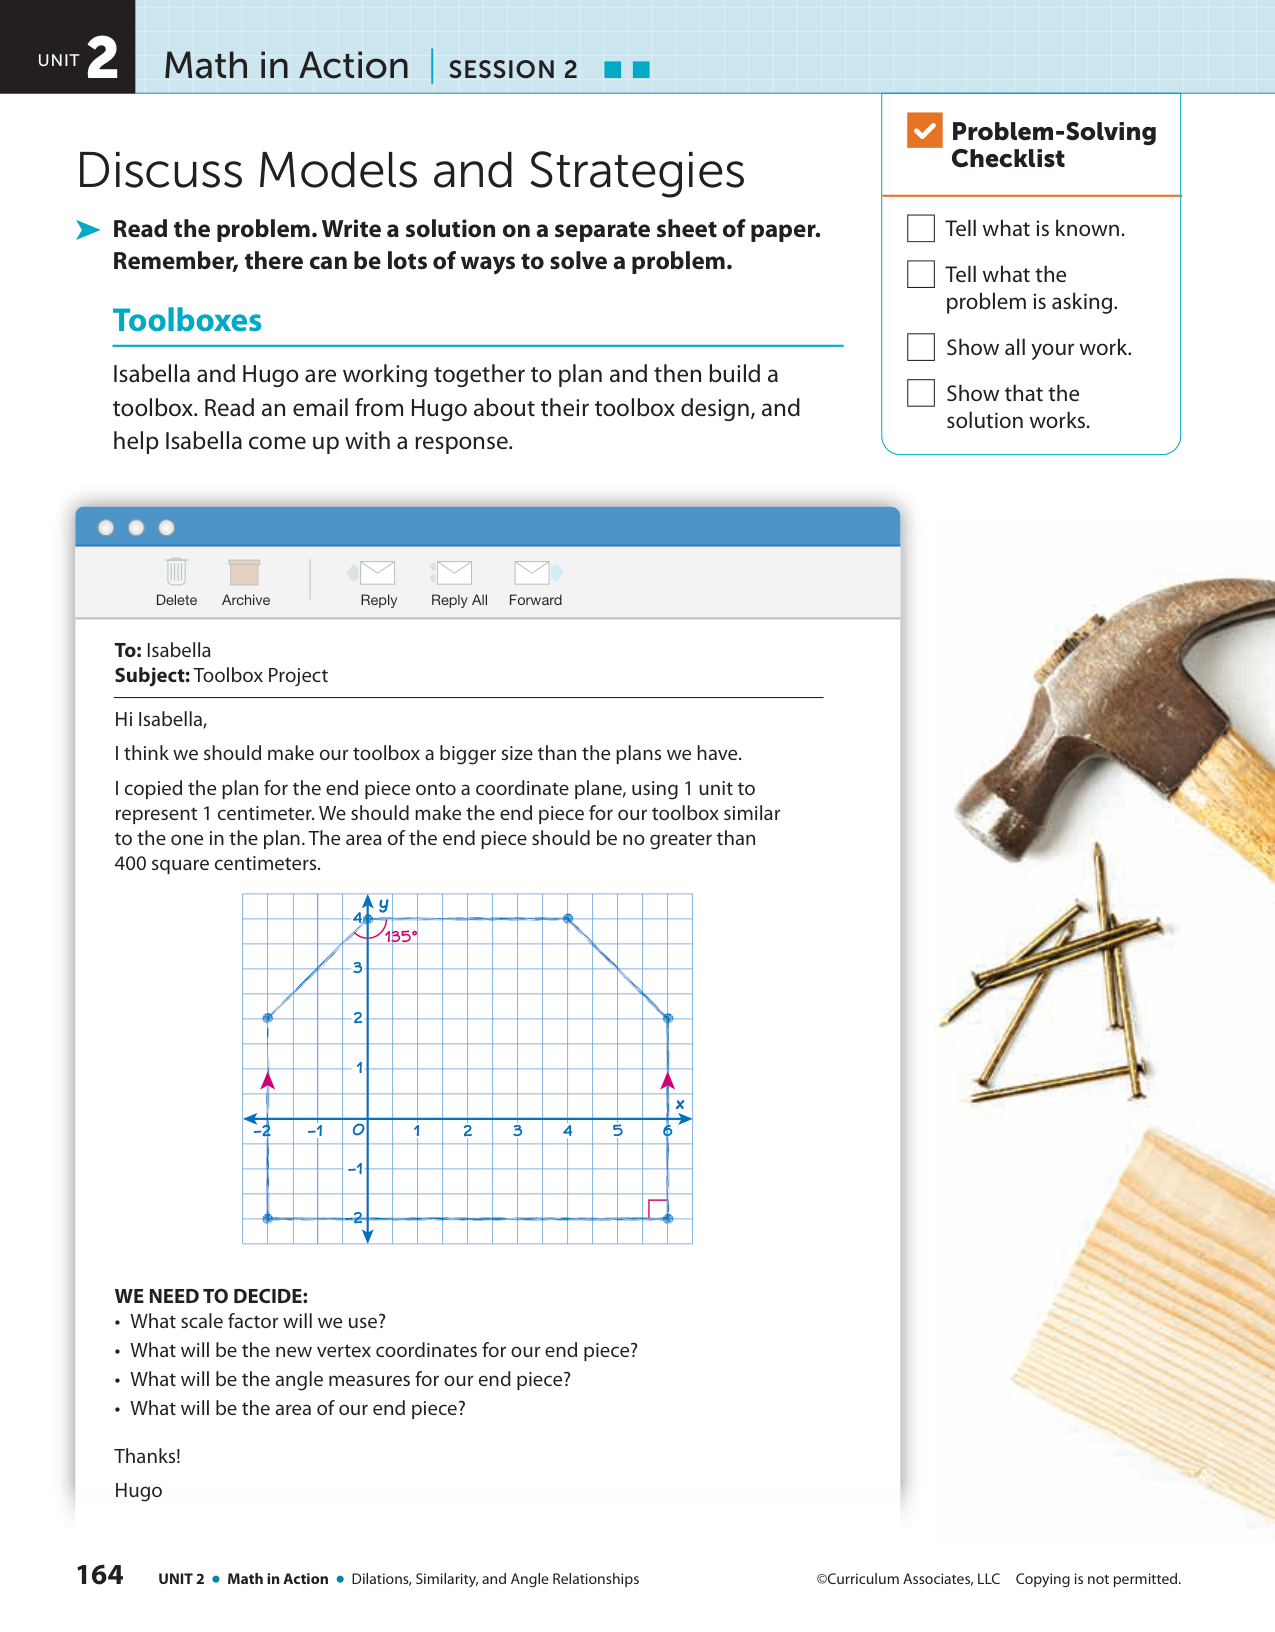 UNIT 2 Math in Action | SESSION 2
Discuss Models and Strategies
Read the problem. Write a solution on a separate sheet of paper.
Remember, there can be lots of ways to solve a problem.
Toolboxes
Isabella and Hugo are working together to plan and then build a
toolbox. Read an email from Hugo about their toolbox design, and
help Isabella come up with a response.
Problem-Solving
Checklist
Tell what is known.
Tell what the
problem is asking.
Show all your work.
Show that the
solution works.
Delete Archive Reply Reply All Forward
To: Isabella
Subject: Toolbox Project
Hi Isabella,
I think we should make our toolbox a bigger size than the plans we have.
I copied the plan for the end piece onto a coordinate plane, using 1 unit to
represent 1 centimeter. We should make the end piece for our toolbox similar
to the one in the plan. The area of the end piece should be no greater than
400 square centimeters.
y
4
135°
3
2
1
x
-2 -1 0 1 2 3 4 5 6
-1
-2
WE NEED TO DECIDE:
• What scale factor will we use?
• What will be the new vertex coordinates for our end piece?
• What will be the angle measures for our end piece?
• What will be the area of our end piece?
Thanks!
Hugo
164 UNIT 2 • Math in Action • Dilations, Similarity, and Angle Relationships ©Curriculum Associates, LLC Copying is not permitted.